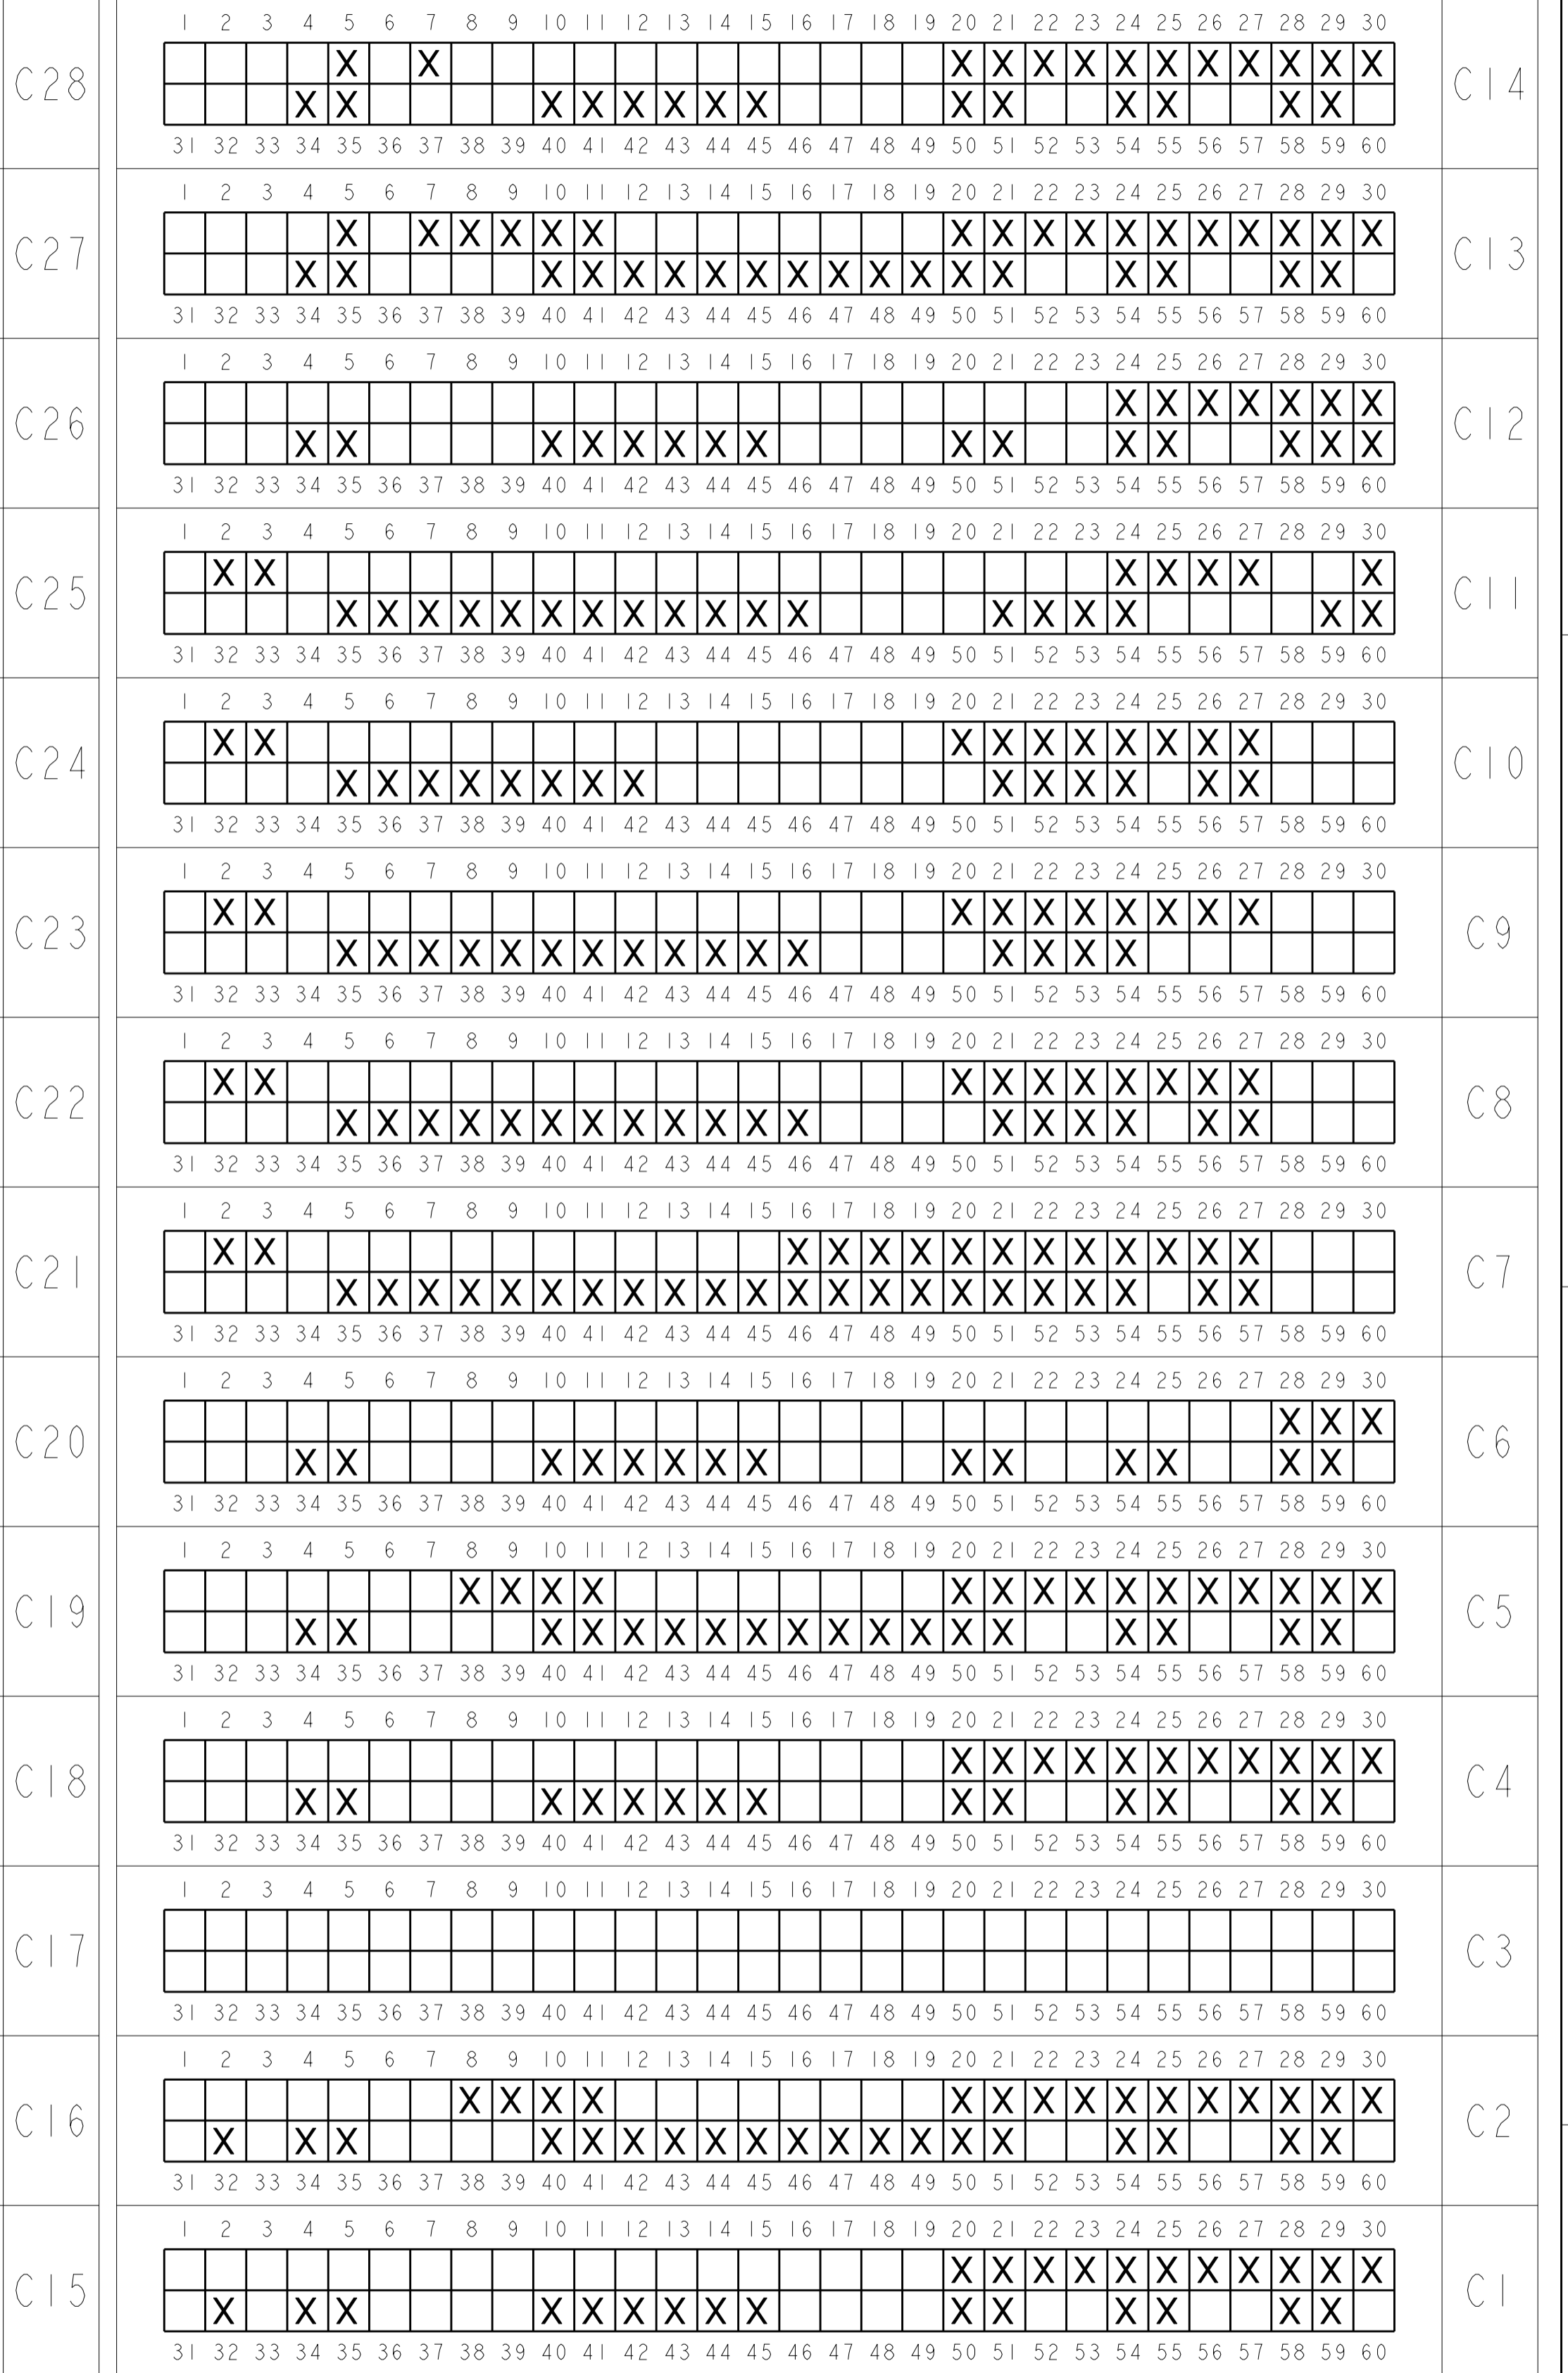 1 2 3 4 5 6 7 8 9 10 11 12 13 14 15 16 17 18 19 20 21 22 23 24 25 26 27 28 29 30
X X X X X X X X X X X X X
C28 C14
X X X X X X X X X X X X X X
31 32 33 34 35 36 37 38 39 40 41 42 43 44 45 46 47 48 49 50 51 52 53 54 55 56 57 58 59 60
1 2 3 4 5 6 7 8 9 10 11 12 13 14 15 16 17 18 19 20 21 22 23 24 25 26 27 28 29 30
X X X X X X X X X X X X X X X X X
C27 C13
X X X X X X X X X X X X X X X X X X
31 32 33 34 35 36 37 38 39 40 41 42 43 44 45 46 47 48 49 50 51 52 53 54 55 56 57 58 59 60
1 2 3 4 5 6 7 8 9 10 11 12 13 14 15 16 17 18 19 20 21 22 23 24 25 26 27 28 29 30
X X X X X X X
C26 C12
X X X X X X X X X X X X X X X
31 32 33 34 35 36 37 38 39 40 41 42 43 44 45 46 47 48 49 50 51 52 53 54 55 56 57 58 59 60
1 2 3 4 5 6 7 8 9 10 11 12 13 14 15 16 17 18 19 20 21 22 23 24 25 26 27 28 29 30
X X X X X X X
C25 C11
X X X X X X X X X X X X X X X X X X
31 32 33 34 35 36 37 38 39 40 41 42 43 44 45 46 47 48 49 50 51 52 53 54 55 56 57 58 59 60
1 2 3 4 5 6 7 8 9 10 11 12 13 14 15 16 17 18 19 20 21 22 23 24 25 26 27 28 29 30
X X X X X X X X X X
C24 C10
X X X X X X X X X X X X X X
31 32 33 34 35 36 37 38 39 40 41 42 43 44 45 46 47 48 49 50 51 52 53 54 55 56 57 58 59 60
1 2 3 4 5 6 7 8 9 10 11 12 13 14 15 16 17 18 19 20 21 22 23 24 25 26 27 28 29 30
X X X X X X X X X X
C23 C9
X X X X X X X X X X X X X X X X
31 32 33 34 35 36 37 38 39 40 41 42 43 44 45 46 47 48 49 50 51 52 53 54 55 56 57 58 59 60
1 2 3 4 5 6 7 8 9 10 11 12 13 14 15 16 17 18 19 20 21 22 23 24 25 26 27 28 29 30
X X X X X X X X X X
C22 C8
X X X X X X X X X X X X X X X X X X
31 32 33 34 35 36 37 38 39 40 41 42 43 44 45 46 47 48 49 50 51 52 53 54 55 56 57 58 59 60
1 2 3 4 5 6 7 8 9 10 11 12 13 14 15 16 17 18 19 20 21 22 23 24 25 26 27 28 29 30
X X X X X X X X X X X X X X
C21 C7
X X X X X X X X X X X X X X X X X X X X X X
31 32 33 34 35 36 37 38 39 40 41 42 43 44 45 46 47 48 49 50 51 52 53 54 55 56 57 58 59 60
1 2 3 4 5 6 7 8 9 10 11 12 13 14 15 16 17 18 19 20 21 22 23 24 25 26 27 28 29 30
X X X
C20 C6
X X X X X X X X X X X X X X
31 32 33 34 35 36 37 38 39 40 41 42 43 44 45 46 47 48 49 50 51 52 53 54 55 56 57 58 59 60
1 2 3 4 5 6 7 8 9 10 11 12 13 14 15 16 17 18 19 20 21 22 23 24 25 26 27 28 29 30
X X X X X X X X X X X X X X X
C19 C5
X X X X X X X X X X X X X X X X X X
31 32 33 34 35 36 37 38 39 40 41 42 43 44 45 46 47 48 49 50 51 52 53 54 55 56 57 58 59 60
1 2 3 4 5 6 7 8 9 10 11 12 13 14 15 16 17 18 19 20 21 22 23 24 25 26 27 28 29 30
X X X X X X X X X X X
C18 C4
X X X X X X X X X X X X X X
31 32 33 34 35 36 37 38 39 40 41 42 43 44 45 46 47 48 49 50 51 52 53 54 55 56 57 58 59 60
1 2 3 4 5 6 7 8 9 10 11 12 13 14 15 16 17 18 19 20 21 22 23 24 25 26 27 28 29 30
C17 C3
31 32 33 34 35 36 37 38 39 40 41 42 43 44 45 46 47 48 49 50 51 52 53 54 55 56 57 58 59 60
1 2 3 4 5 6 7 8 9 10 11 12 13 14 15 16 17 18 19 20 21 22 23 24 25 26 27 28 29 30
X X X X X X X X X X X X X X X
C16 C2
X X X X X X X X X X X X X X X X X X X
31 32 33 34 35 36 37 38 39 40 41 42 43 44 45 46 47 48 49 50 51 52 53 54 55 56 57 58 59 60
1 2 3 4 5 6 7 8 9 10 11 12 13 14 15 16 17 18 19 20 21 22 23 24 25 26 27 28 29 30
X X X X X X X X X X X
C15 C1
X X X X X X X X X X X X X X X
31 32 33 34 35 36 37 38 39 40 41 42 43 44 45 46 47 48 49 50 51 52 53 54 55 56 57 58 59 60